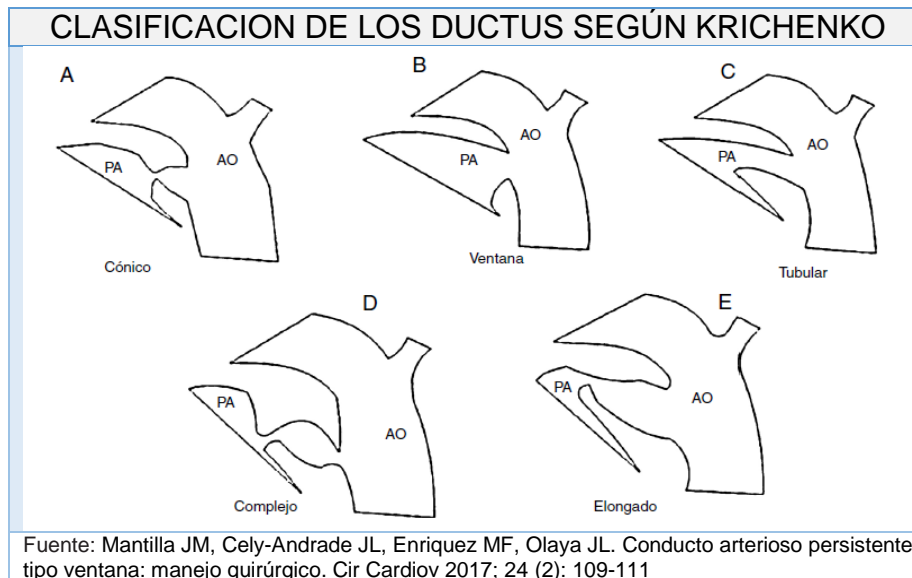 CLASIFICACION DE LOS DUCTUS SEGÚN KRICHENKO
A
B
C
PA
AO
PA
AO
PA
AO
Cónico
Ventana
Tubular
D
E
PA
AO
PA
AO
Complejo
Elongado
Fuente: Mantilla JM, Cely-Andrade JL, Enriquez MF, Olaya JL. Conducto arterioso persistente
tipo ventana: manejo quirúrgico. Cir Cardiov 2017; 24 (2): 109-111